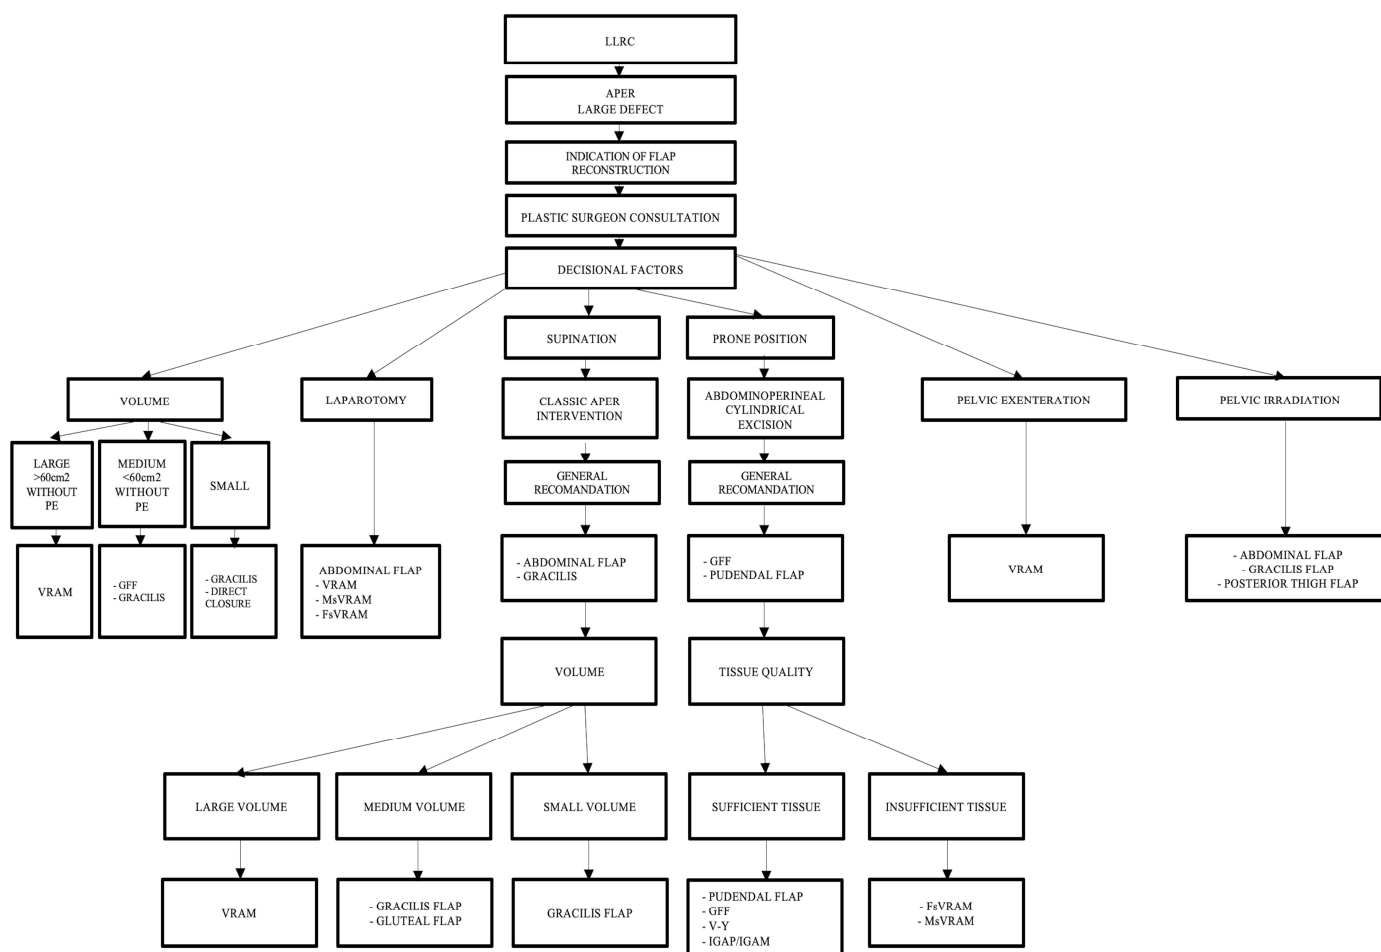 LLRC
APER
LARGE DEFECT
INDICATION OF FLAP
RECONSTRUCTION
PLASTIC SURGEON CONSULTATION
DECISIONAL FACTORS
SUPINATION
PRONE POSITION
VOLUME
LAPAROTOMY
CLASSIC APER
INTERVENTION
ABDOMINOPERINEAL
CYLINDRICAL
EXCISION
PELVIC EXENTERATION
PELVIC IRRADIATION
LARGE
>60cm2
WITHOUT
PE
MEDIUM
<60cm2
WITHOUT
PE
SMALL
GENERAL
RECOMANDATION
GENERAL
RECOMANDATION
VRAM
- GFF
- GRACILIS
- GRACILIS
- DIRECT
CLOSURE
ABDOMINAL FLAP
- VRAM
- MsVRAM
- FsVRAM
- ABDOMINAL FLAP
- GRACILIS
- GFF
- PUDENDAL FLAP
VRAM
- ABDOMINAL FLAP
- GRACILIS FLAP
- POSTERIOR THIGH FLAP
VOLUME
TISSUE QUALITY
LARGE VOLUME
MEDIUM VOLUME
SMALL VOLUME
SUFFICIENT TISSUE
INSUFFICIENT TISSUE
VRAM
- GRACILIS FLAP
- GLUTEAL FLAP
GRACILIS FLAP
- PUDENDAL FLAP
- GFF
- V-Y
- IGAP/IGAM
- FsVRAM
- MsVRAM